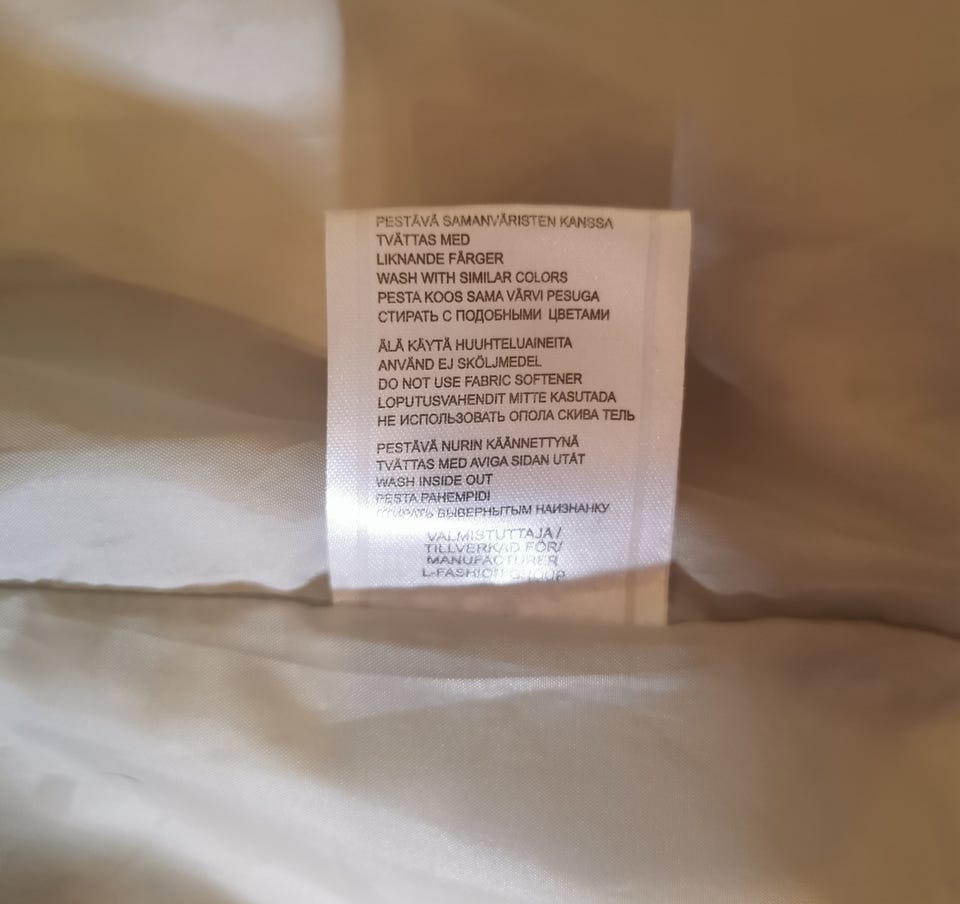 PESTÄVÄ SAMANVÄRISTEN KANSSA
TVÄTTAS MED
LIKNANDE FÄRGER
WASH WITH SIMILAR COLORS
PESTA KOOS SAMA VÄRVI PESUGA
СТИРАТЬ С ПОДОБНЫМИ ЦВЕТАМИ
ÄLÄ KÄYTÄ HUUHTELUAINEITA
ANVÄND EJ SKÖLJMEDEL
DO NOT USE FABRIC SOFTENER
LOPUTUSVAHENDIT MITTE KASUTADA
НЕ ИСПОЛЬЗОВАТЬ ОПОЛА СКИВА ТЕЛЬ
PESTÄVÄ NURIN KÄÄNNETTYNÄ
TVÄTTAS MED AVIGA SIDAN UTÅT
WASH INSIDE OUT
PESTA PAHEMPIDI
СТИРАТЬ ВЫВЕРНЫТЫМ НАИЗНАНКУ
VALMISTUTTAJA/
TILLVERKAD FÖR/
MANUFACTURER
L-FASHION GROUP